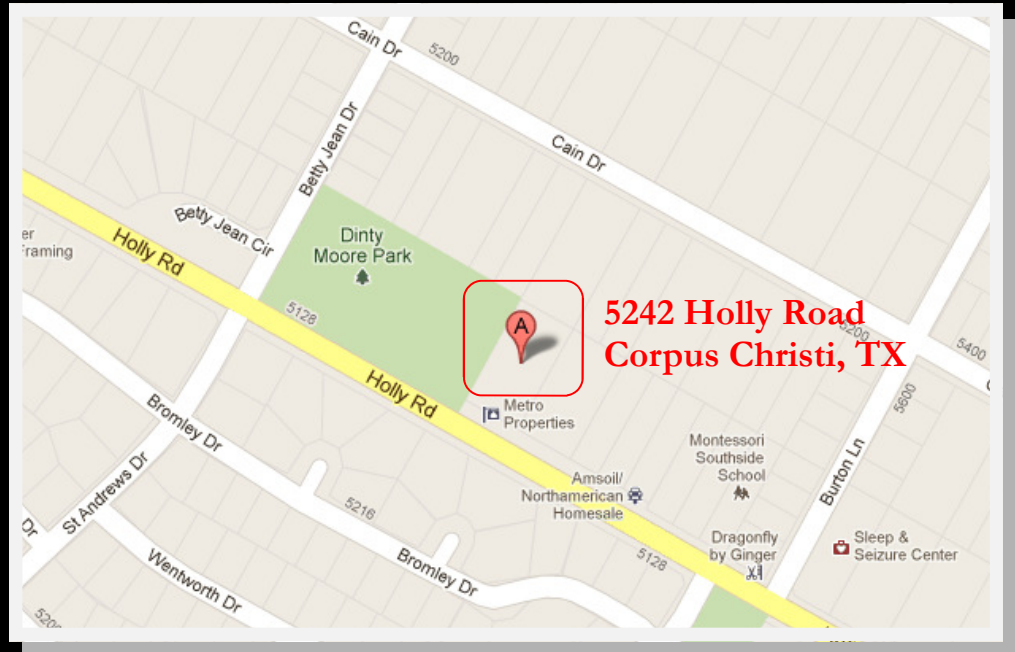 Cain Dr
5200
Betty Jean Dr
Cain Dr
Betty Jean Cir
er
Framing
Holly Rd
Dinty
Moore Park
5128
A
5242 Holly Road
Corpus Christi, TX
5200
5400
5600
Holly Rd
Metro
Properties
Bromley Dr
Montessori
Southside
School
Burton Ln
St Andrews Dr
Dr
5216
Amsoil/
Northamerican
Homesale
Dragonfly
by Ginger
Sleep &
Seizure Center
5128
Wentworth Dr
Bromley Dr